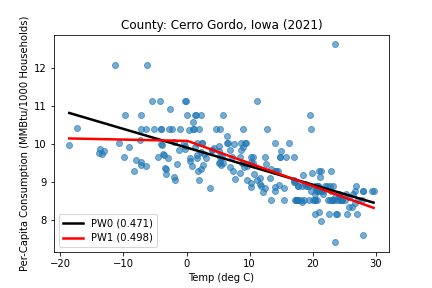 County: Cerro Gordo, Iowa (2021)
Per-Capita Consumption (MMBtu/1000 Households)
12
11
10
9
8
PW0 (0.471)
PW1 (0.498)
−20
−10
0
10
20
30
Temp (deg C)